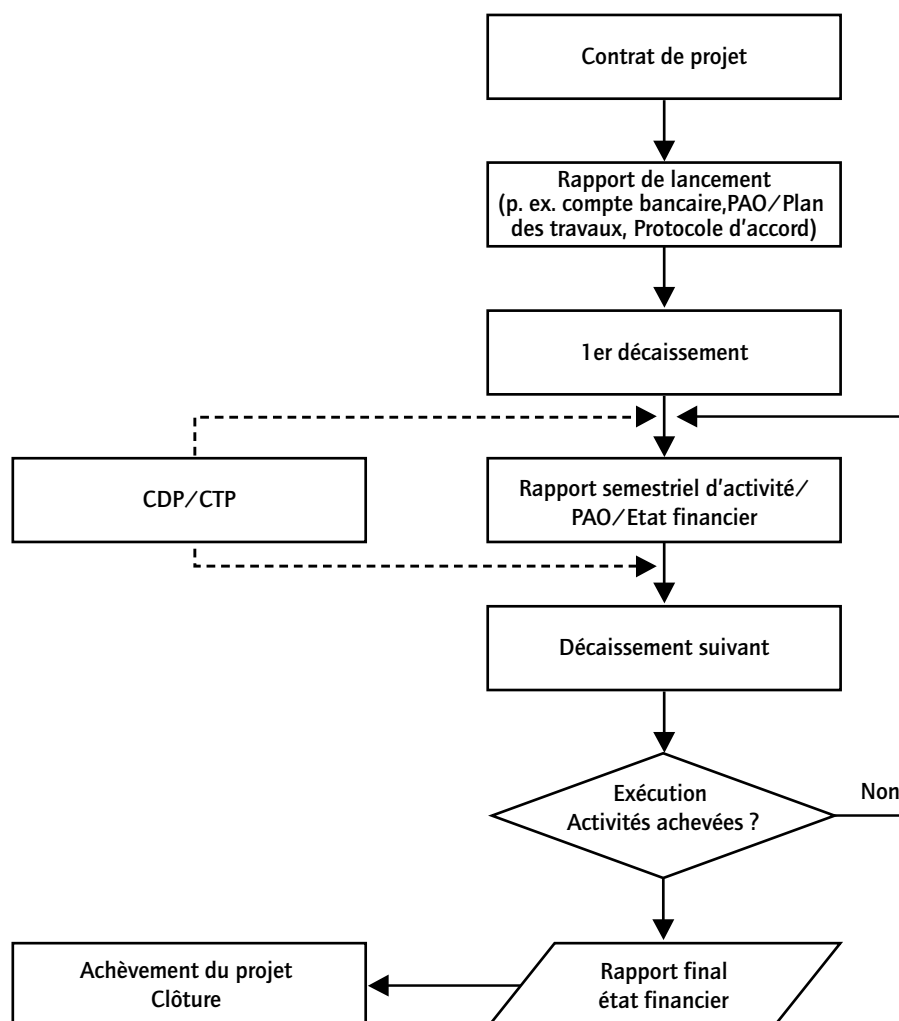 Contrat de projet
Rapport de lancement
(p. ex. compte bancaire,PAO/Plan
des travaux, Protocole d'accord)
1er décaissement
CDP/CTP
Rapport semestriel d'activité/
PAO/Etat financier
Décaissement suivant
Exécution
Activités achevées ?
Non
Achèvement du projet
Clôture
Rapport final
état financier